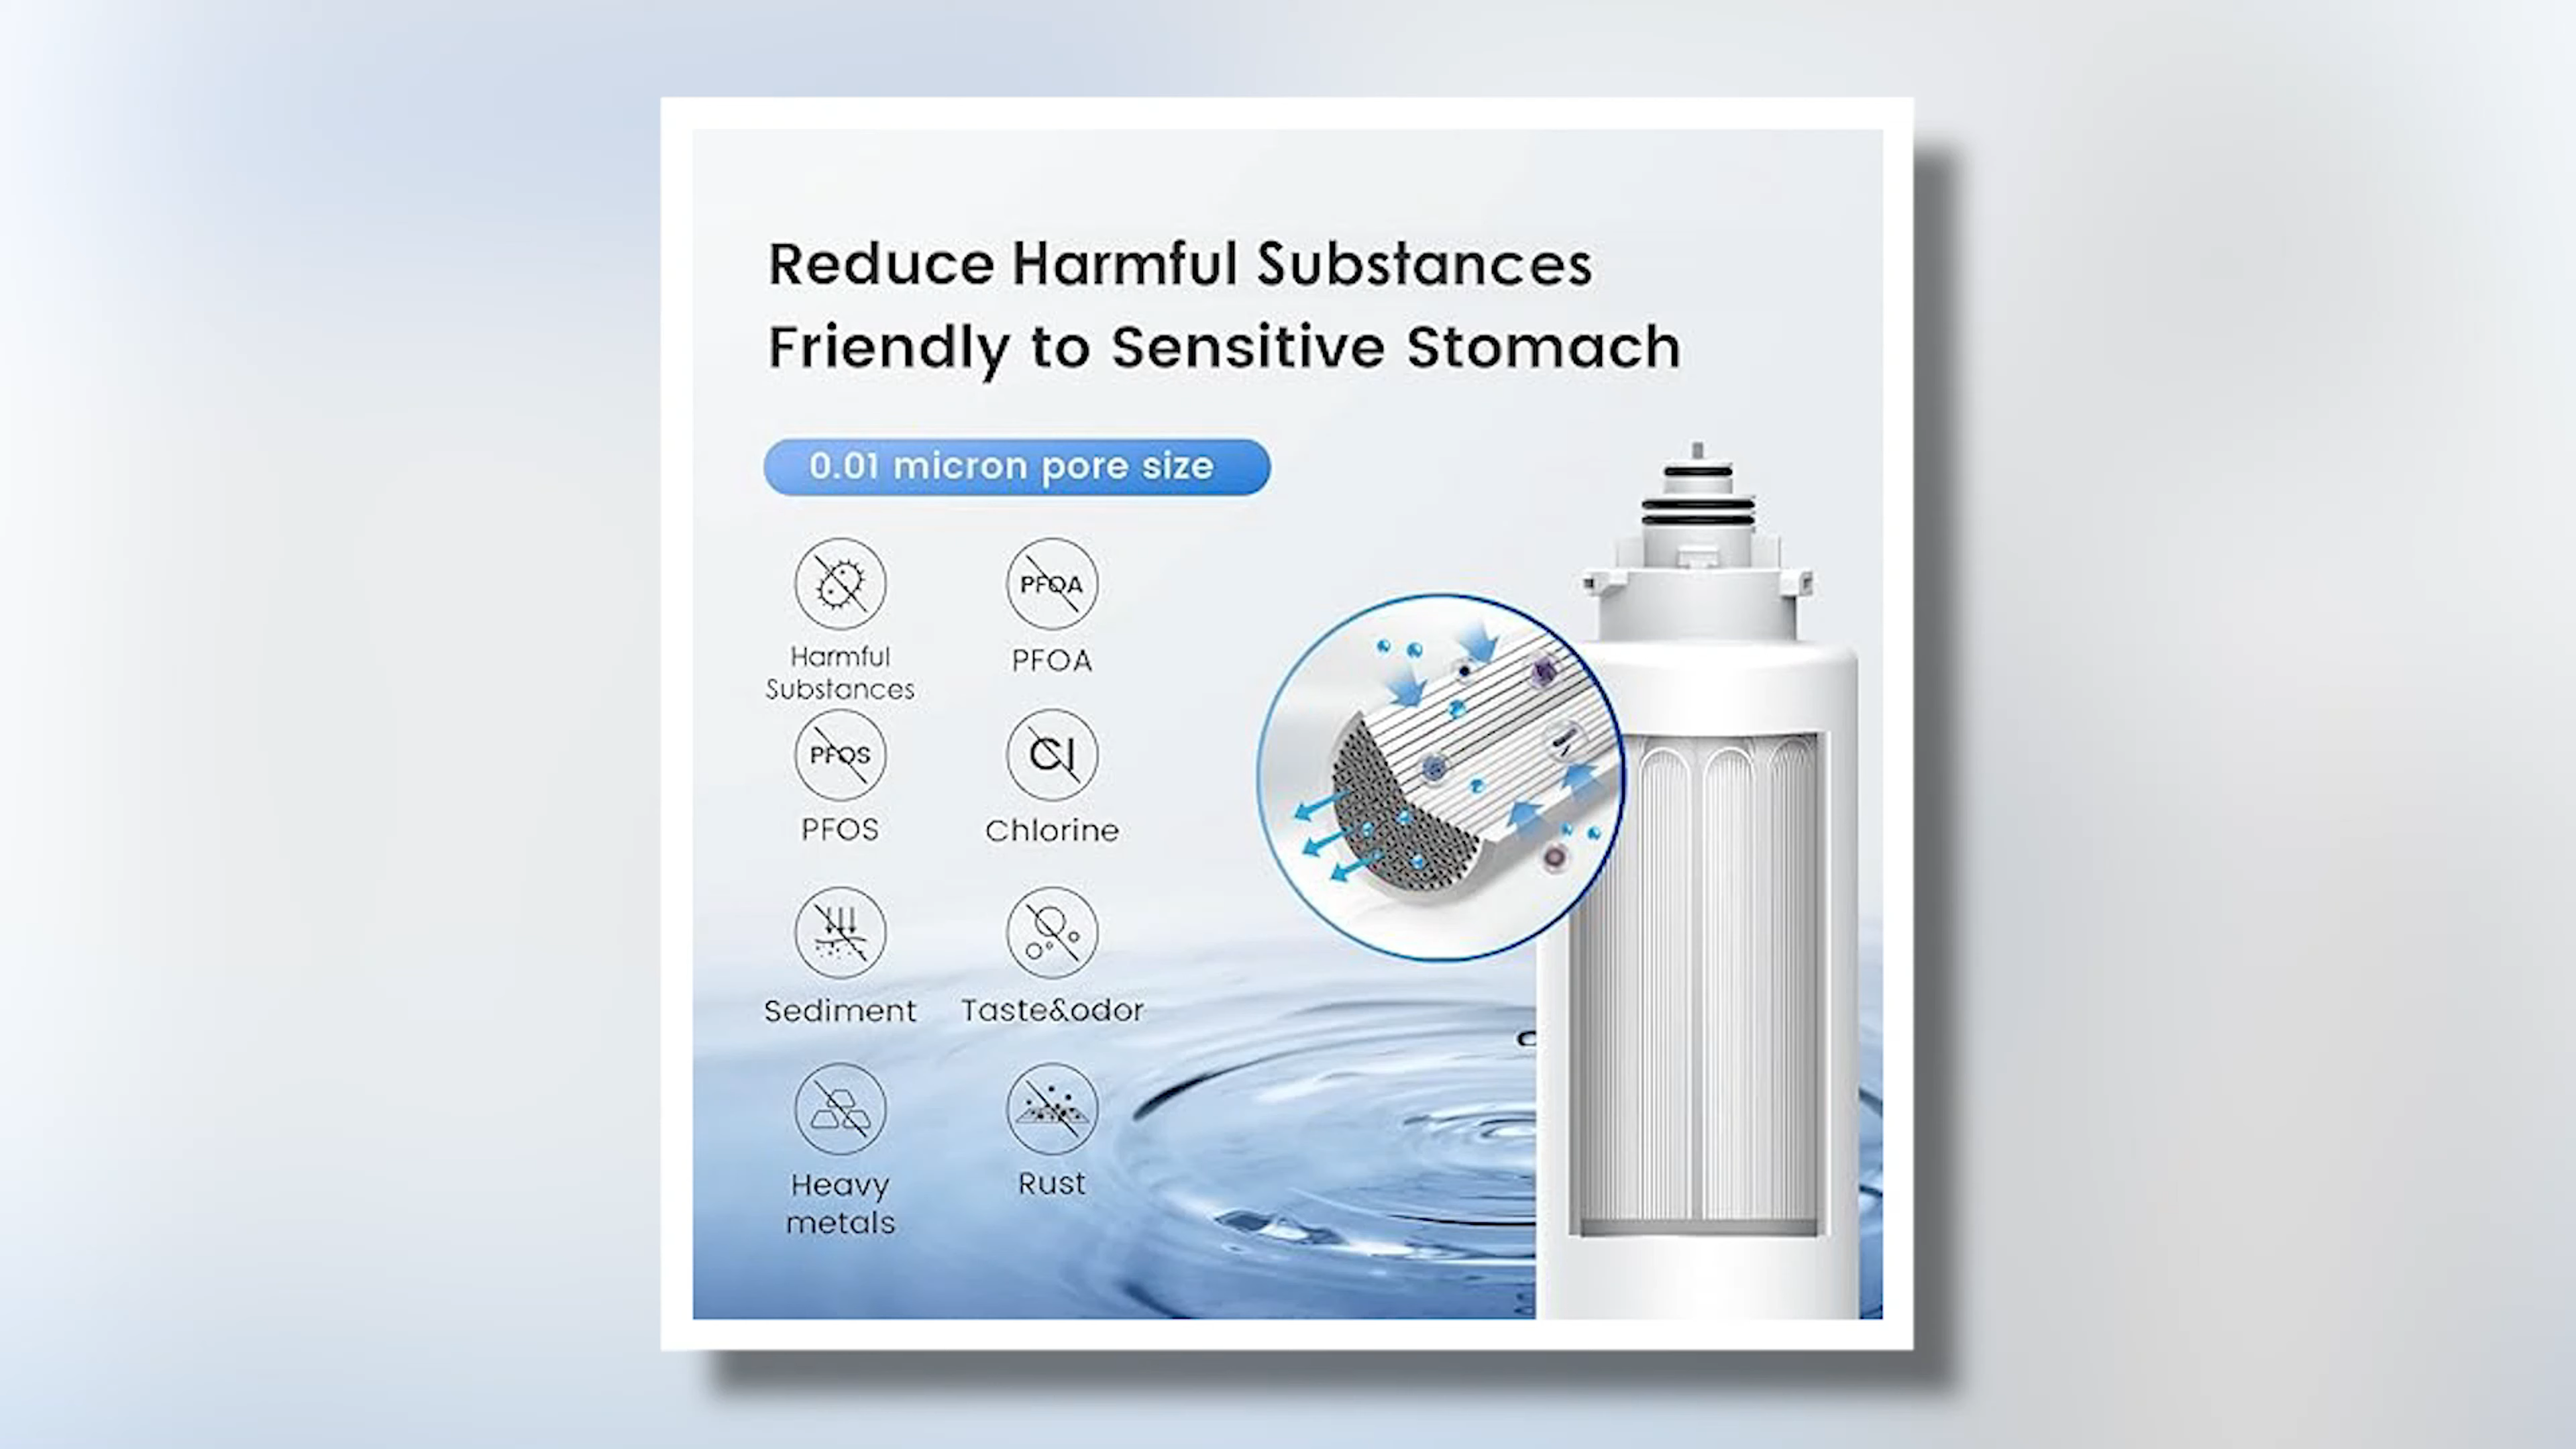 Reduce Harmful Substances
Friendly to Sensitive Stomach
0.01 micron pore size
PFOA
Harmful
Substances
PFOA
PFOS
Cl
PFOS
Chlorine
Sediment
Taste&odor
Heavy
metals
Rust